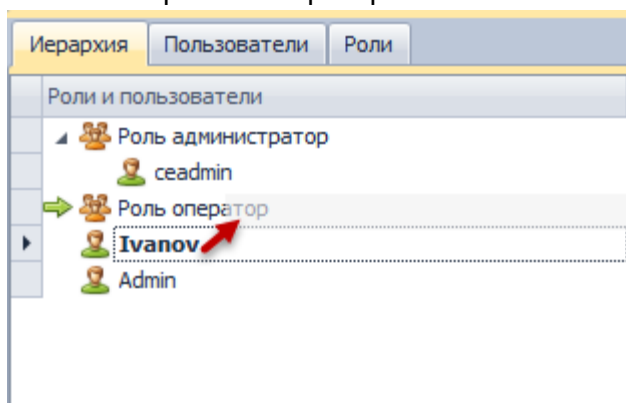 Иерархия Пользователи Роли
Роли и пользователи
Роль администратор
ceadmin
Роль оператор
Ivanov
Admin